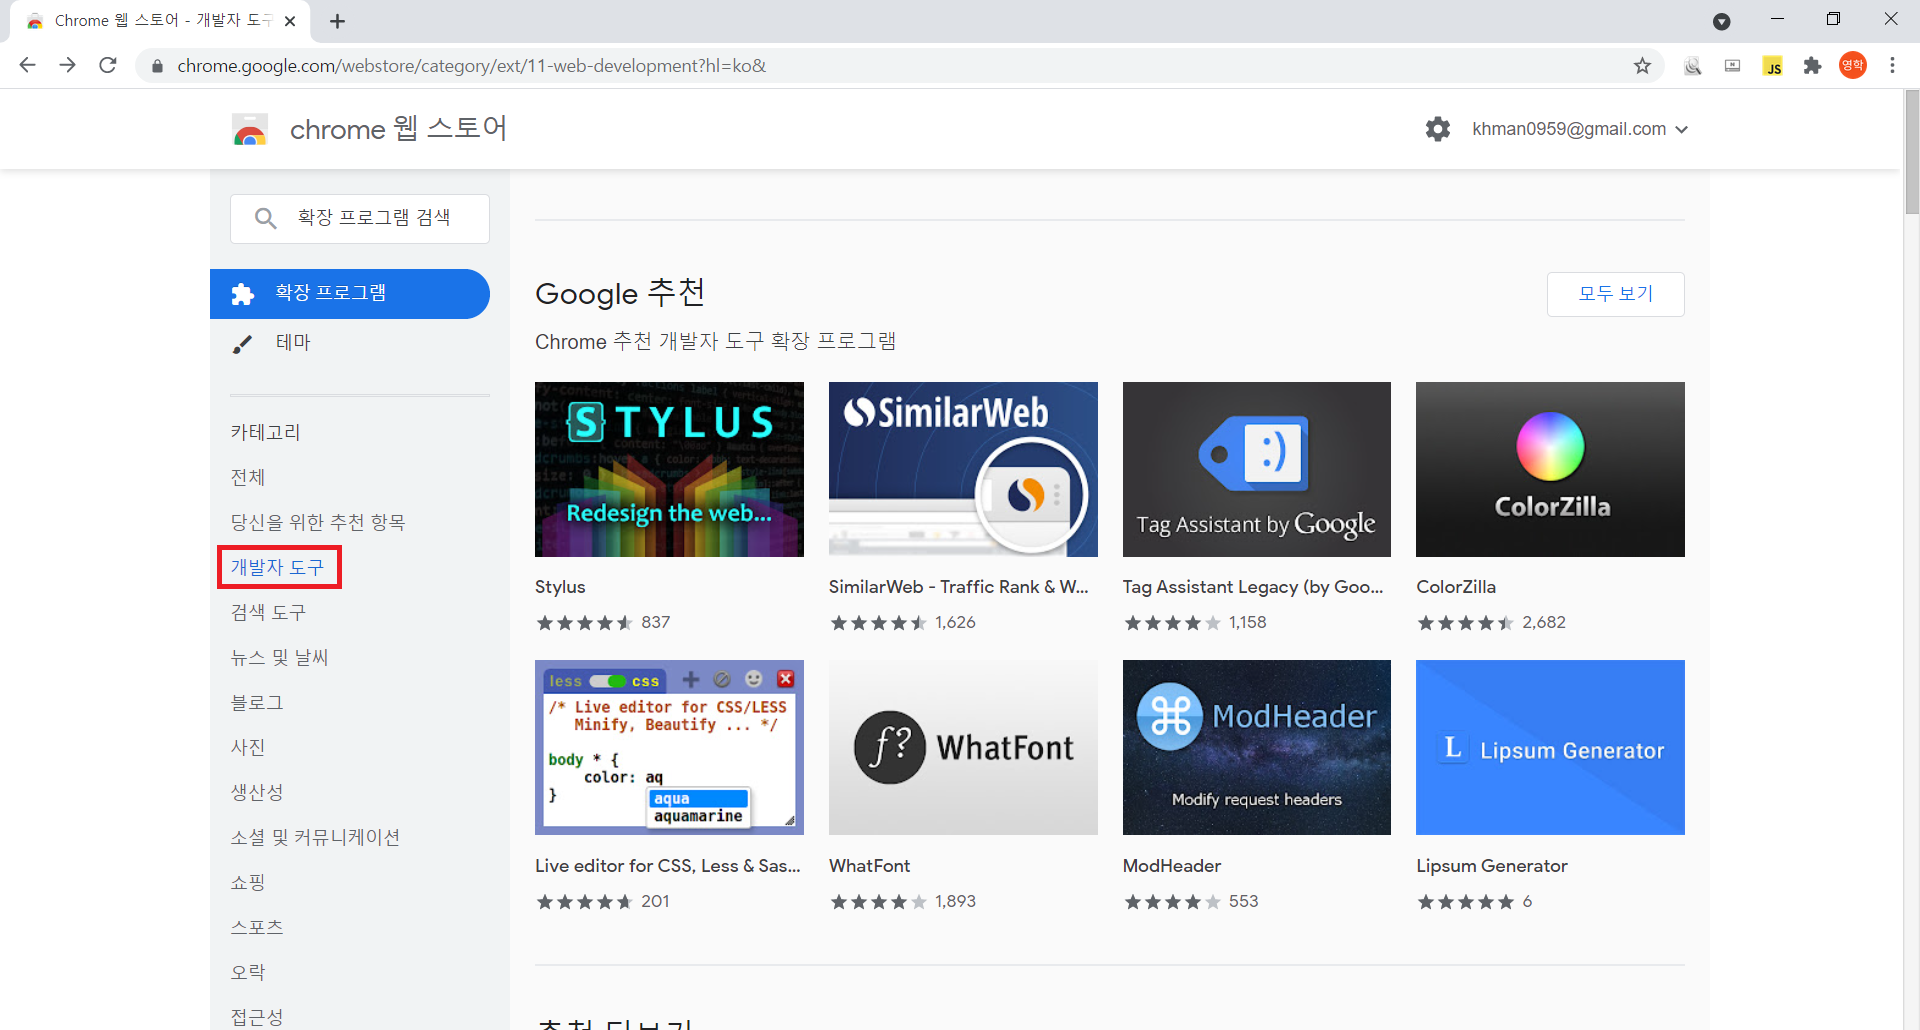 Chrome 웹 스토어 - 개발자 도구
chrome.google.com/webstore/category/ext/11-web-development?hl=ko&
JS
영학
chrome 웹 스토어
khman0959@gmail.com
확장 프로그램 검색
확장 프로그램
테마
카테고리
전체
당신을 위한 추천 항목
개발자 도구
검색 도구
뉴스 및 날씨
블로그
사진
생산성
소셜 및 커뮤니케이션
쇼핑
스포츠
오락
접근성
Google 추천
모두 보기
Chrome 추천 개발자 도구 확장 프로그램
S STYLUS
Redesign the web...
SimilarWeb
:)
Tag Assistant by Google
ColorZilla
Stylus
837
SimilarWeb - Traffic Rank & W...
1,626
Tag Assistant Legacy (by Goo...
1,158
ColorZilla
2,682
less css
/* Live editor for CSS/LESS
Minify, Beautify ... */
body * {
color: aq
}
aqua
aquamarine
f? WhatFont
ModHeader
Modify request headers
L Lipsum Generator
Live editor for CSS, Less & Sas...
201
WhatFont
1,893
ModHeader
553
Lipsum Generator
6